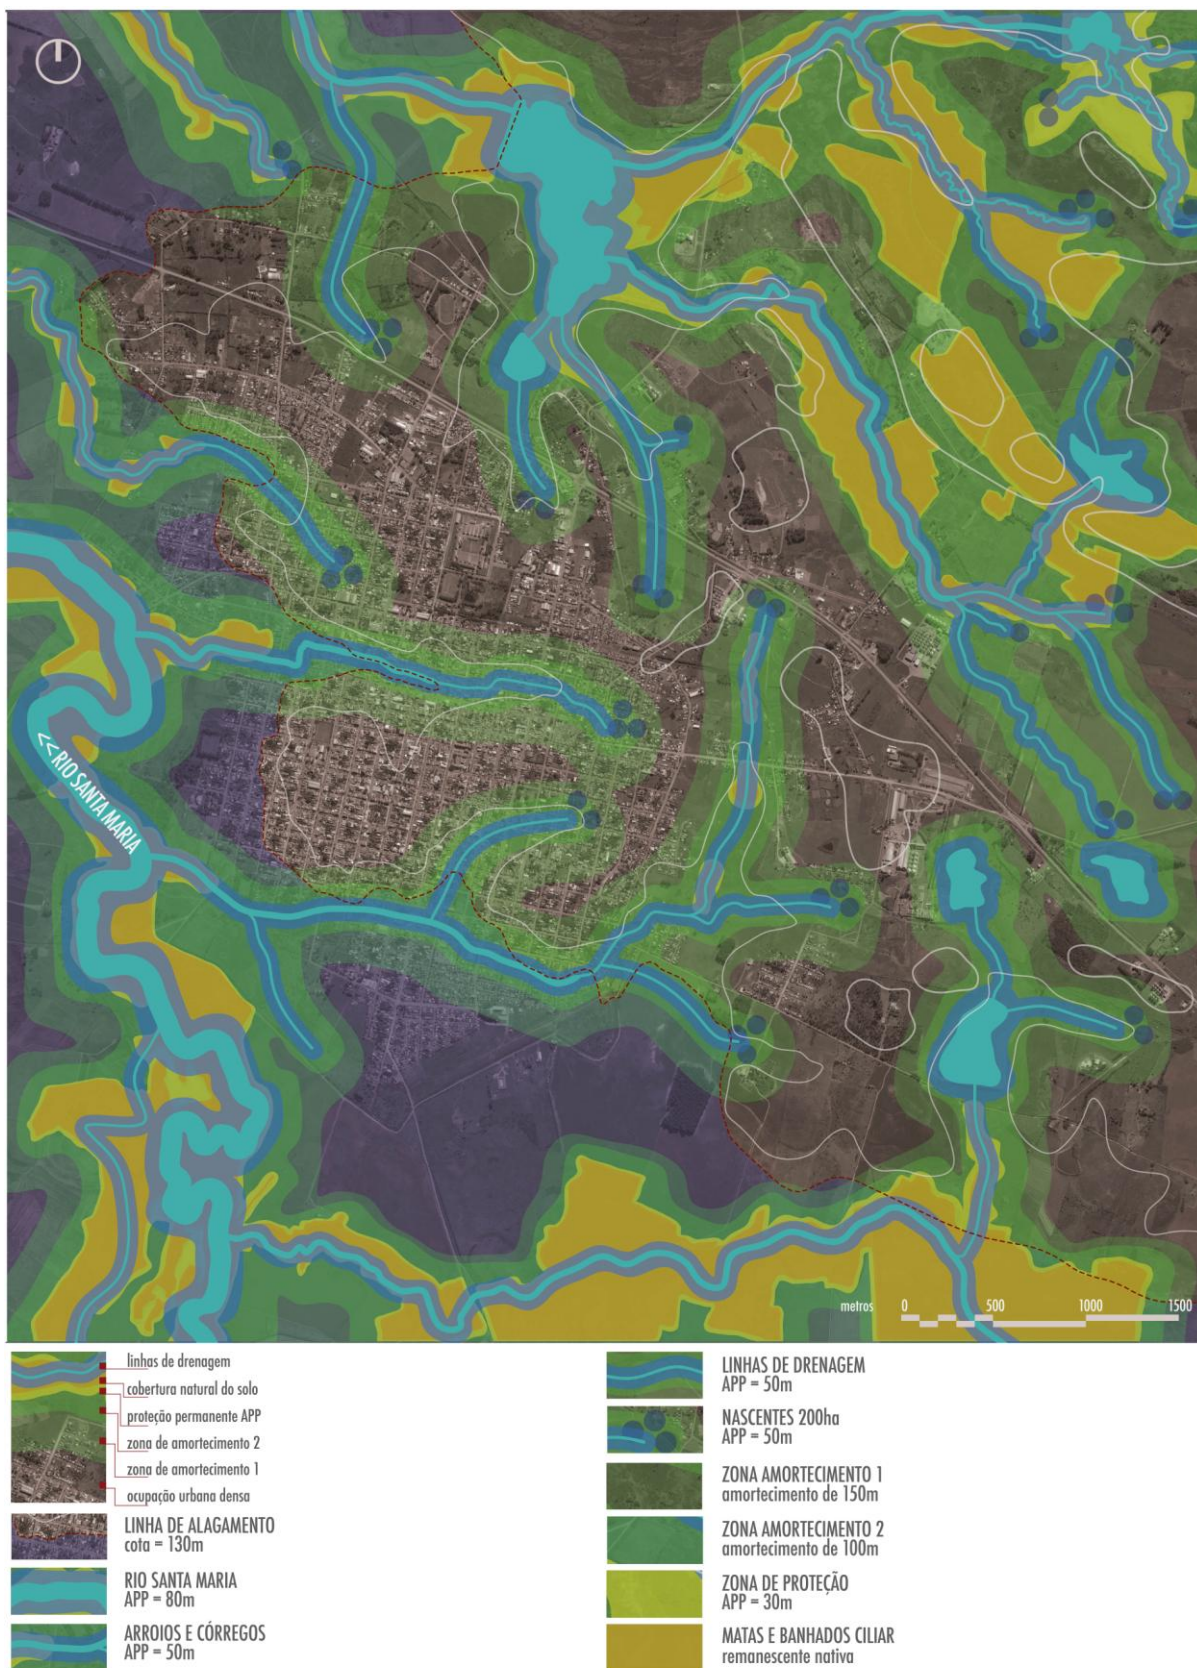 <<RIO SANTA MARIA
metros 0 500 1000 1500
linhas de drenagem
cobertura natural do solo
proteção permanente APP
zona de amortecimento 2
zona de amortecimento 1
ocupação urbana densa
LINHA DE ALAGAMENTO
cota = 130m
RIO SANTA MARIA
APP = 80m
ARROIOS E CÓRREGOS
APP = 50m
LINHAS DE DRENAGEM
APP = 50m
NASCENTES 200ha
APP = 50m
ZONA AMORTECIMENTO 1
amortecimento de 150m
ZONA AMORTECIMENTO 2
amortecimento de 100m
ZONA DE PROTEÇÃO
APP = 30m
MATAS E BANHADOS CILIAR
remanescente nativa